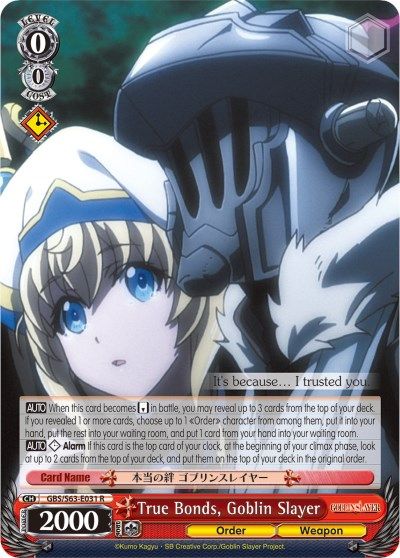 LEVEL
0
0
COST
It's because... I trusted you.
AUTO When this card becomes in battle, you may reveal up to 3 cards from the top of your deck.
If you revealed 1 or more cards, choose up to 1 «Order» character from among them, put it into your
hand, put the rest into your waiting room, and put 1 card from your hand into your waiting room.
AUTO Alarm If this card is on the top of your clock, at the beginning of your climax phase, look
at up to 2 cards from the top of your deck, and put them on the top of your deck in the original order.
Card Name 本当の絆 ゴブリンスレイヤー
CH GBS/S63-E031 R
POWER 2000
True Bonds, Goblin Slayer
GOBLIN SLAYER
Order Weapon
©Kumo Kagyu・SB Creative Corp./Goblin Slayer Project.